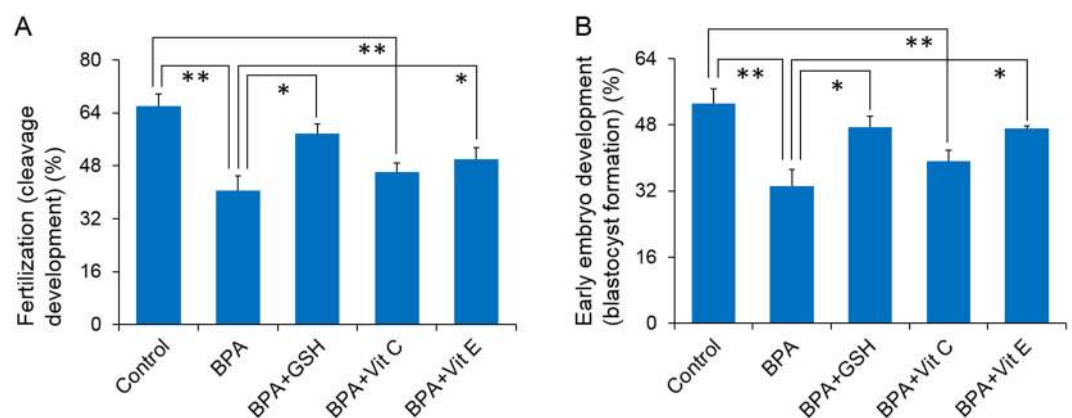 A
Fertilization (cleavage
development) (%)
80
64
48
32
16
0
**
**
*
*
Control
BPA
BPA+GSH
BPA+Vit C
BPA+Vit E
B
Early embryo development
(blastocyst formation) (%)
64
48
32
16
0
**
**
*
*
Control
BPA
BPA+GSH
BPA+Vit C
BPA+Vit E